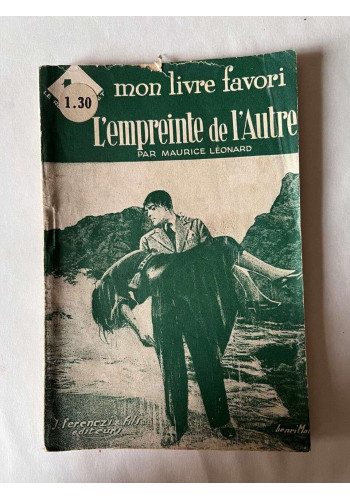 1.30
mon livre favori
L'empreinte de l'Autre
PAR MAURICE LÉONARD
J. Ferenczi & Fils
éditeurs